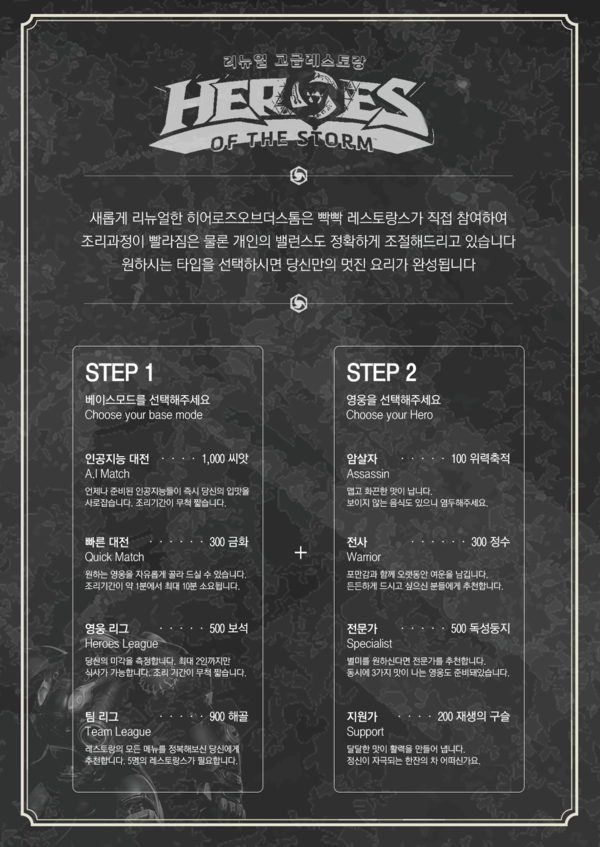 리뉴얼 고급레스토랑
HEROES
OF THE STORM
새롭게 리뉴얼한 히어로즈오브더스톰은 빡빡 레스토랑스가 직접 참여하여
조리과정이 빨라짐은 물론 개인의 밸런스도 정확하게 조절해드리고 있습니다
원하시는 타입을 선택하시면 당신만의 멋진 요리가 완성됩니다
STEP 1
베이스모드를 선택해주세요
Choose your base mode
인공지능 대전 · · · · 1,000 씨앗
A.I Match
언제나 준비된 인공지능들이 즉시 당신의 입맛을
사로잡습니다. 조리기간이 무척 짧습니다.
빠른 대전 · · · · · · 300 금화
Quick Match
원하는 영웅을 자유롭게 골라 드실 수 있습니다.
조리기간이 약 1분에서 최대 10분 소요됩니다.
영웅 리그 · · · · · 500 보석
Heroes League
당신의 미각을 측정합니다. 최대 2인까지만
식사가 가능합니다. 조리 기간이 무척 짧습니다.
팀 리그 · · · · · 900 해골
Team League
레스토랑의 모든 메뉴를 정복해보신 당신에게
추천합니다. 5명의 레스토랑스가 필요합니다.
+
STEP 2
영웅을 선택해주세요
Choose your Hero
암살자 · · · · · 100 위력축적
Assassin
맵고 화끈한 맛이 납니다.
보이지 않는 음식도 있으니 염두해주세요.
전사 · · · · · · 300 정수
Warrior
포만감과 함께 오랫동안 여운을 남깁니다.
든든하게 드시고 싶으신 분들에게 추천합니다.
전문가 · · · · · 500 독성둥지
Specialist
별미를 원하신다면 전문가를 추천합니다.
동시에 3가지 맛이 나는 영웅도 준비돼있습니다.
지원가 · · · · 200 재생의 구슬
Support
달달한 맛이 활력을 만들어 냅니다.
정신이 자극되는 한잔의 차 어떠신가요.